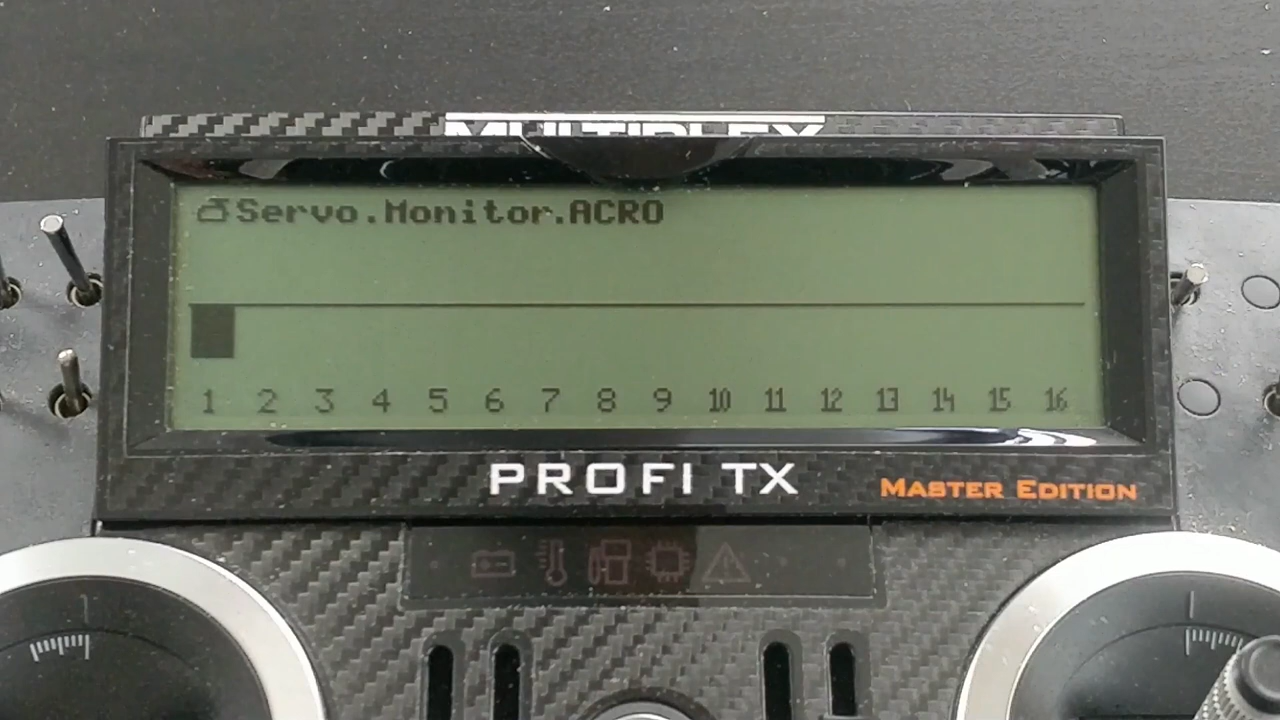 MULTIPLEX
Servo.Monitor.ACRO
1 2 3 4 5 6 7 8 9 10 11 12 13 14 15 16
PROFI TX
MASTER EDITION